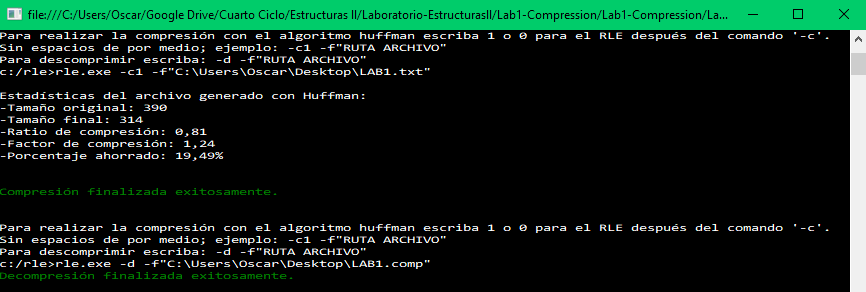 file:///C:/Users/Oscar/Google Drive/Cuarto Ciclo/Estructuras II/Laboratorio-EstructurasII/Lab1-Compression/Lab1-Compression/La...
Para realizar la compresión con el algoritmo huffman escriba 1 o 0 para el RLE después del comando '-c'.
Sin espacios de por medio; ejemplo: -c1 -f"RUTA ARCHIVO"
Para descomprimir escriba: -d -f"RUTA ARCHIVO"
c:/rle>rle.exe -c1 -f"C:\Users\Oscar\Desktop\LAB1.txt"
Estadísticas del archivo generado con Huffman:
-Tamaño original: 390
-Tamaño final: 314
-Ratio de compresión: 0,81
-Factor de compresión: 1,24
-Porcentaje ahorrado: 19,49%
Compresión finalizada exitosamente.
Para realizar la compresión con el algoritmo huffman escriba 1 o 0 para el RLE después del comando '-c'.
Sin espacios de por medio; ejemplo: -c1 -f"RUTA ARCHIVO"
Para descomprimir escriba: -d -f"RUTA ARCHIVO"
c:/rle>rle.exe -d -f"C:\Users\Oscar\Desktop\LAB1.comp"
Decompresión finalizada exitosamente.